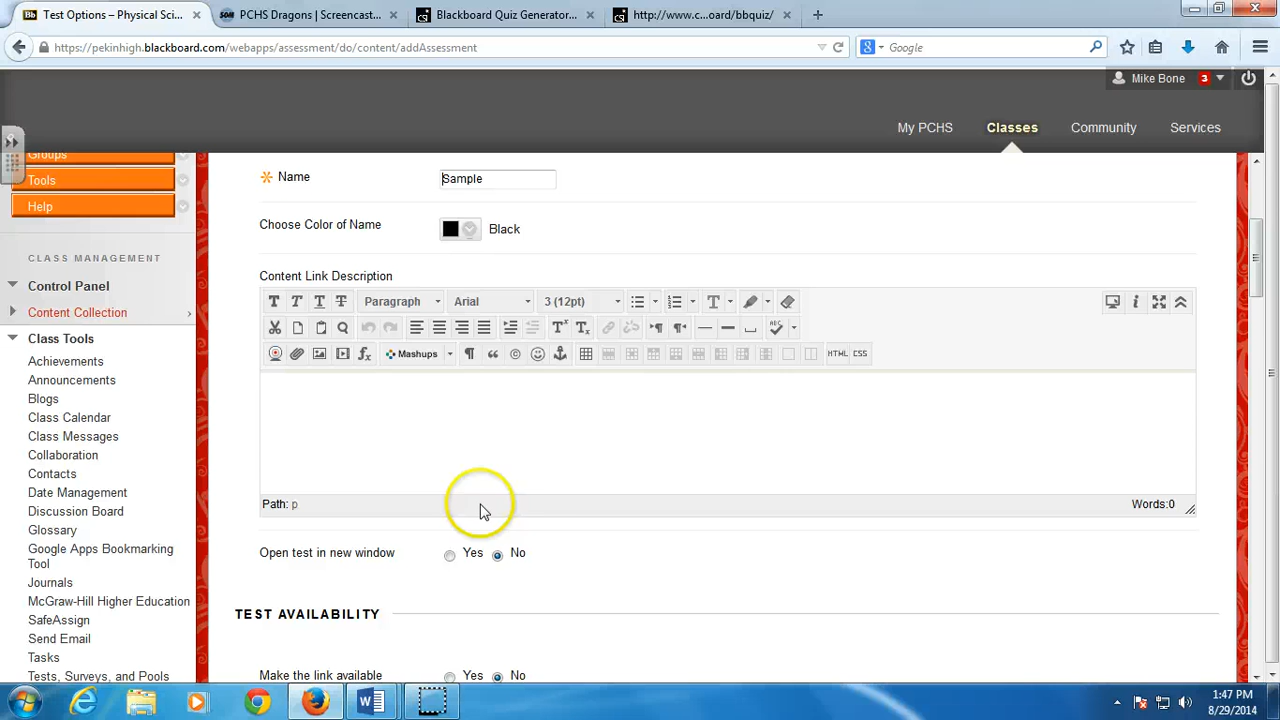 Test Options – Physical Sci...
PCHS Dragons | Screencast...
Blackboard Quiz Generator...
http://www.c...oard/bbquiz/
https://pekinhigh.blackboard.com/webapps/assessment/do/content/addAssessment
Google
Mike Bone 3
My PCHS
Classes
Community
Services
Groups
Tools
Help
CLASS MANAGEMENT
Control Panel
Content Collection
Class Tools
Achievements
Announcements
Blogs
Class Calendar
Class Messages
Collaboration
Contacts
Date Management
Discussion Board
Glossary
Google Apps Bookmarking
Tool
Journals
McGraw-Hill Higher Education
SafeAssign
Send Email
Tasks
Tests, Surveys, and Pools
Name Sample
Choose Color of Name Black
Content Link Description
T T T T Paragraph Arial 3 (12pt) T
ABC
Mashups HTML CSS
Path: p Words:0
Open test in new window Yes No
TEST AVAILABILITY
Make the link available Yes No
1:47 PM
8/29/2014